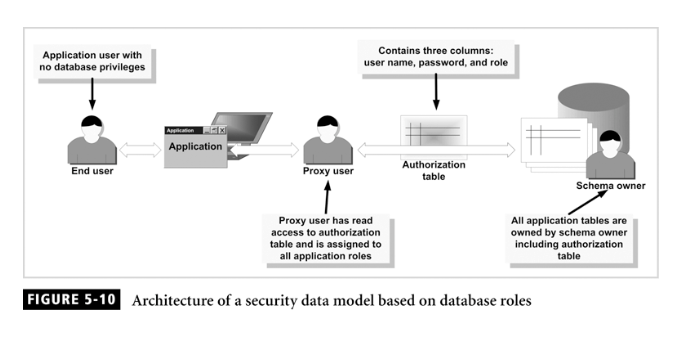 Application user with
no database privileges
Contains three columns:
user name, password, and role
Application
Application
End user
Proxy user
Authorization
table
Schema owner
Proxy user has read
access to authorization
table and is assigned to
all application roles
All application tables are
owned by schema owner
including authorization
table
FIGURE 5-10 Architecture of a security data model based on database roles